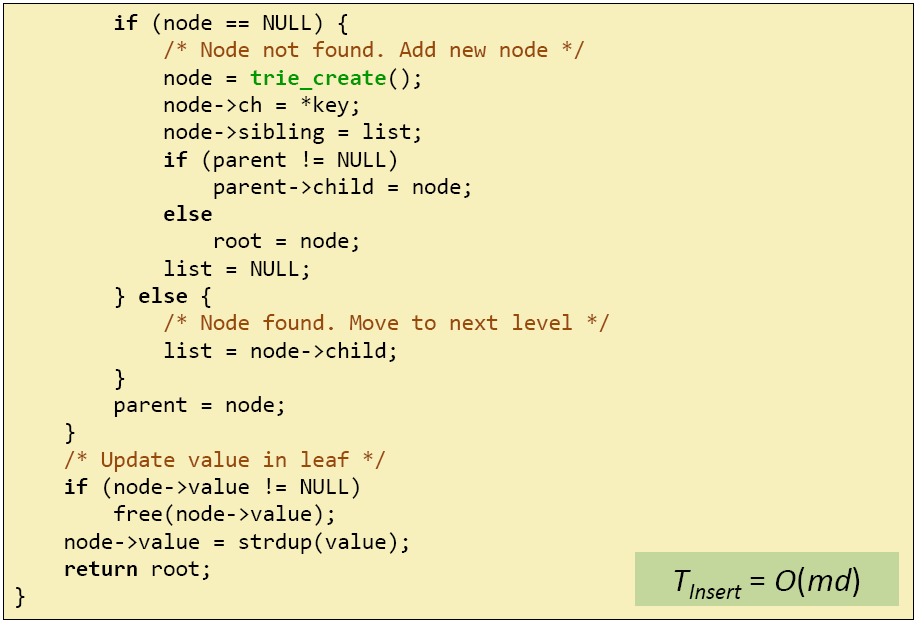 if (node == NULL) {
/* Node not found. Add new node */
node = trie_create();
node->ch = *key;
node->sibling = list;
if (parent != NULL)
parent->child = node;
else
root = node;
list = NULL;
} else {
/* Node found. Move to next level */
list = node->child;
}
parent = node;
}
/* Update value in leaf */
if (node->value != NULL)
free(node->value);
node->value = strdup(value);
return root;
}
T_Insert = O(md)